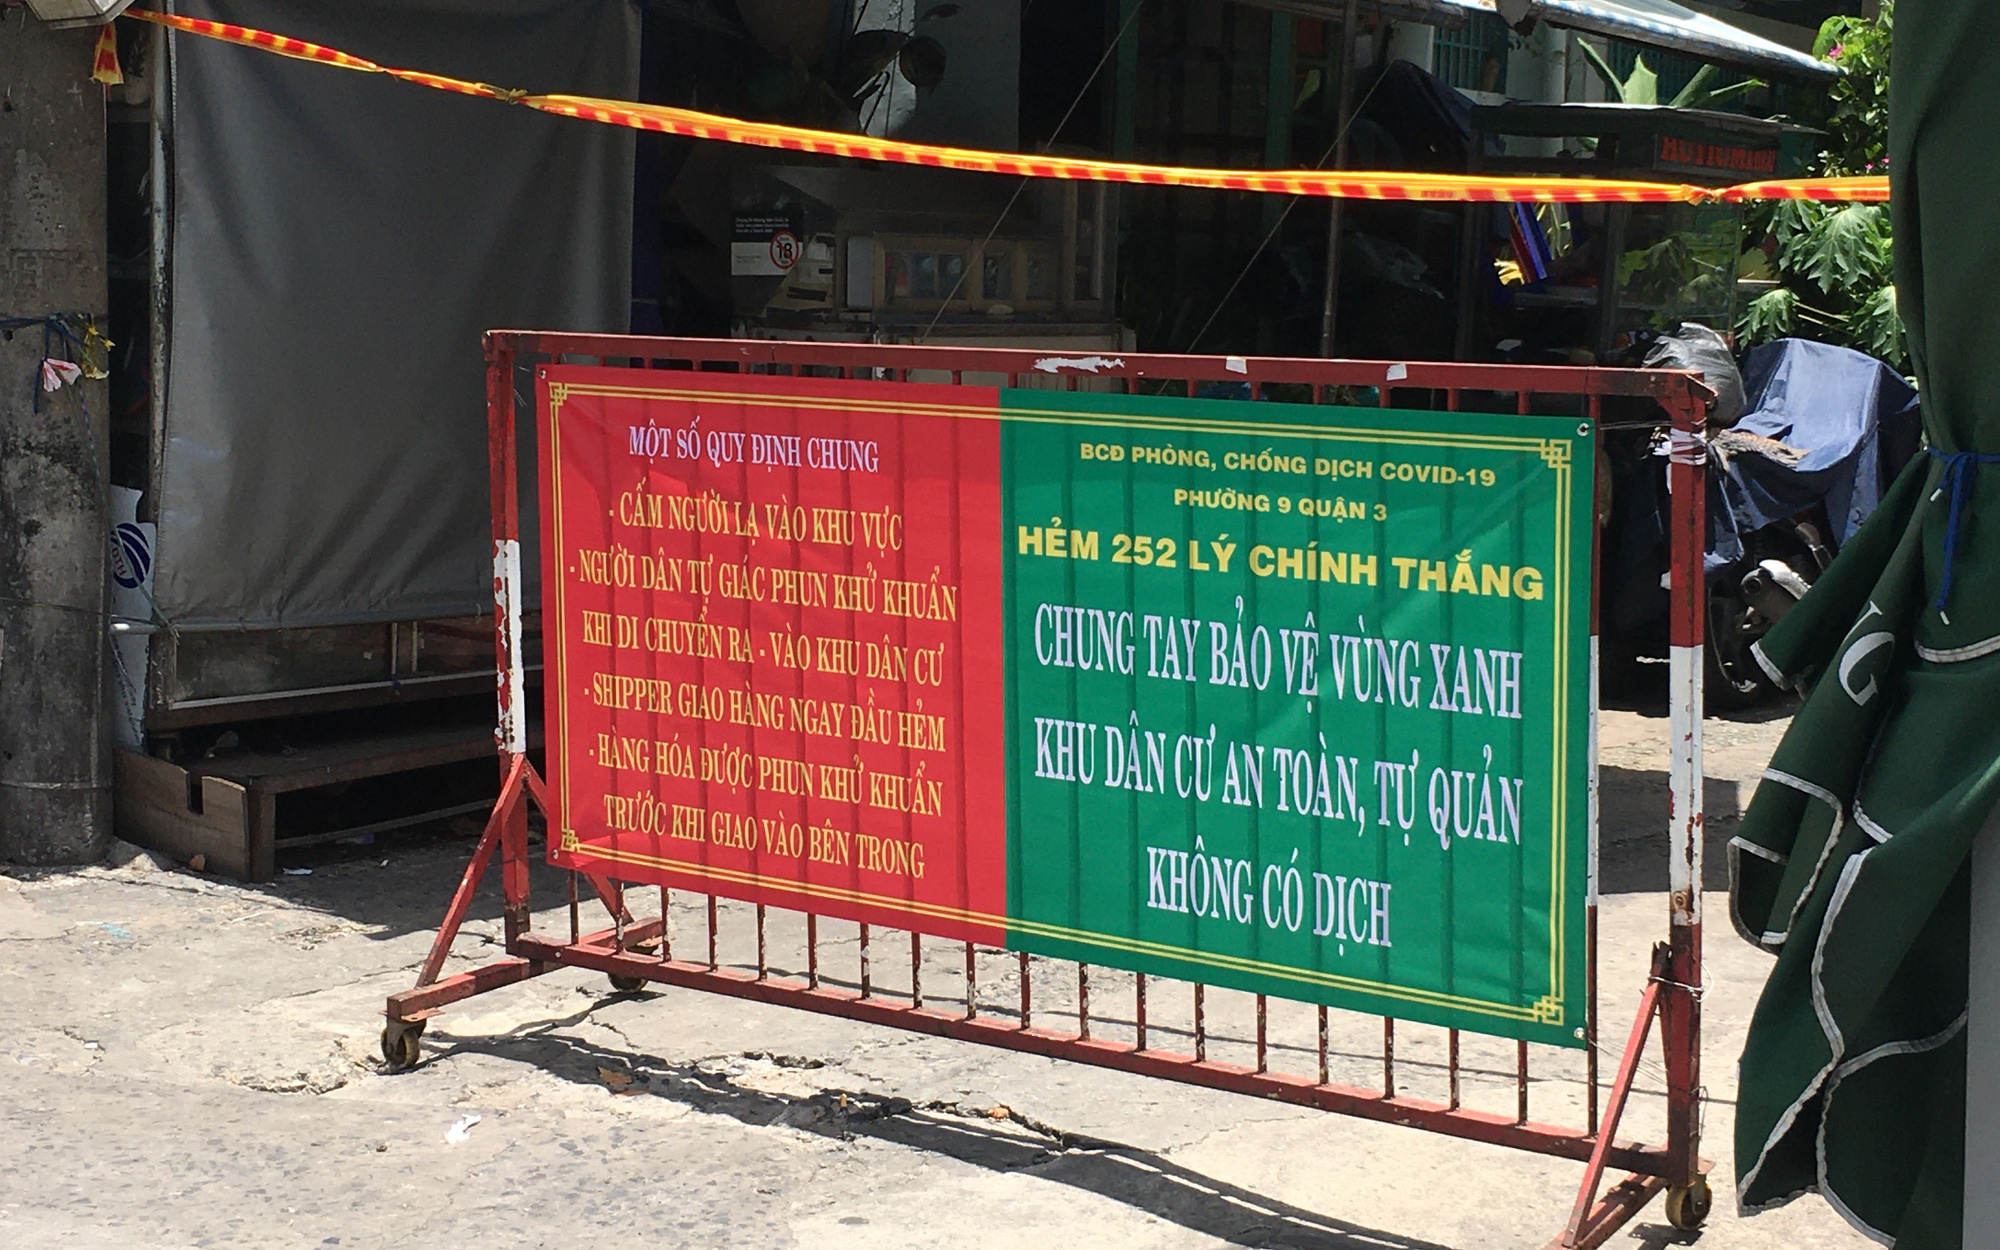 MỘT SỐ QUY ĐỊNH CHUNG
- CẤM NGƯỜI LẠ VÀO KHU VỰC
- NGƯỜI DÂN TỰ GIÁC PHUN KHỬ KHUẨN
KHI DI CHUYỂN RA - VÀO KHU DÂN CƯ
- SHIPPER GIAO HÀNG NGAY ĐẦU HẺM
- HÀNG HÓA ĐƯỢC PHUN KHỬ KHUẨN
TRƯỚC KHI GIAO VÀO BÊN TRONG
BCĐ PHÒNG, CHỐNG DỊCH COVID-19
PHƯỜNG 9 QUẬN 3
HẺM 252 LÝ CHÍNH THẮNG
CHUNG TAY BẢO VỆ VÙNG XANH
KHU DÂN CƯ AN TOÀN, TỰ QUẢN
KHÔNG CÓ DỊCH
18